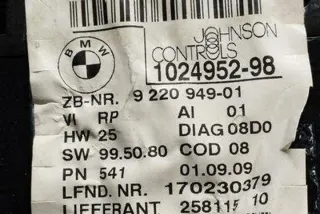 BMW
JOHNSON
CONTROLS
1024952-98
ZB-NR. 9 220 949-01
VI RP AI 01
HW 25 DIAG 08D0
SW 99.50.80 COD 08
PN 541 01.09.09
LFND. NR. 170230379
LIEFERANT 258115 10